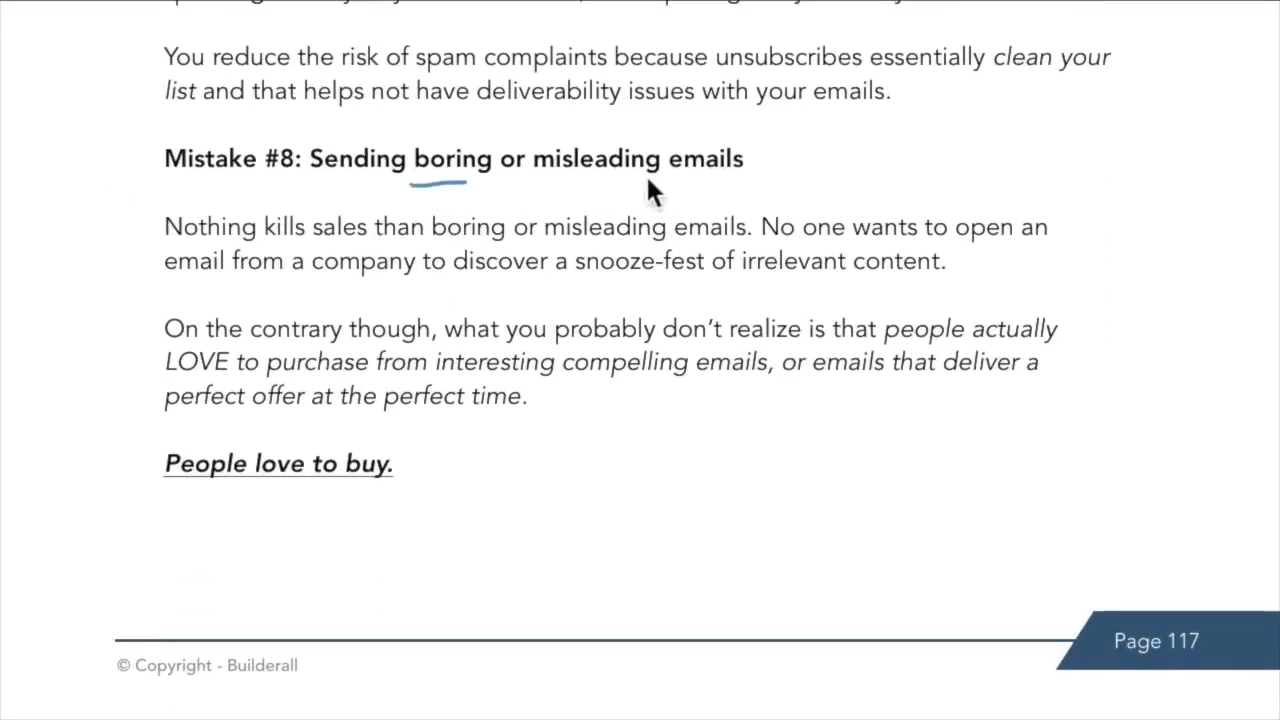 You reduce the risk of spam complaints because unsubscribes essentially clean your
list and that helps not have deliverability issues with your emails.
Mistake #8: Sending boring or misleading emails
Nothing kills sales than boring or misleading emails. No one wants to open an
email from a company to discover a snooze-fest of irrelevant content.
On the contrary though, what you probably don’t realize is that people actually
LOVE to purchase from interesting compelling emails, or emails that deliver a
perfect offer at the perfect time.
People love to buy.
Page 117
© Copyright - Builderall